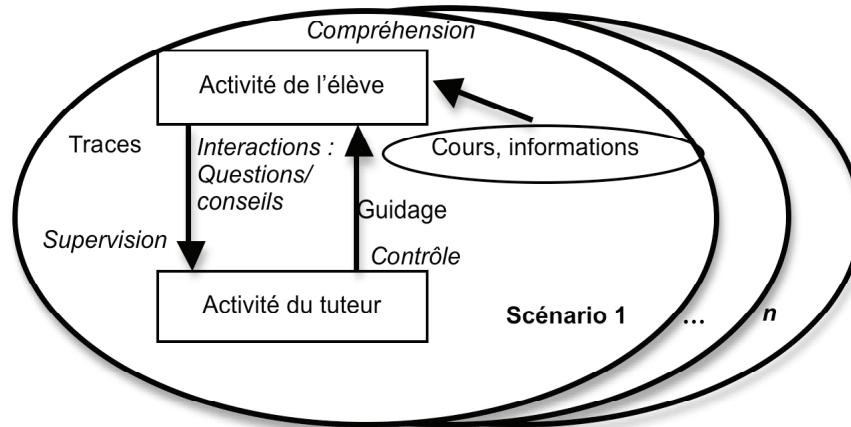 Compréhension
Activité de l'élève
Traces
Interactions :
Questions/
conseils
Cours, informations
Guidage
Supervision
Contrôle
Activité du tuteur
Scénario 1 ... n